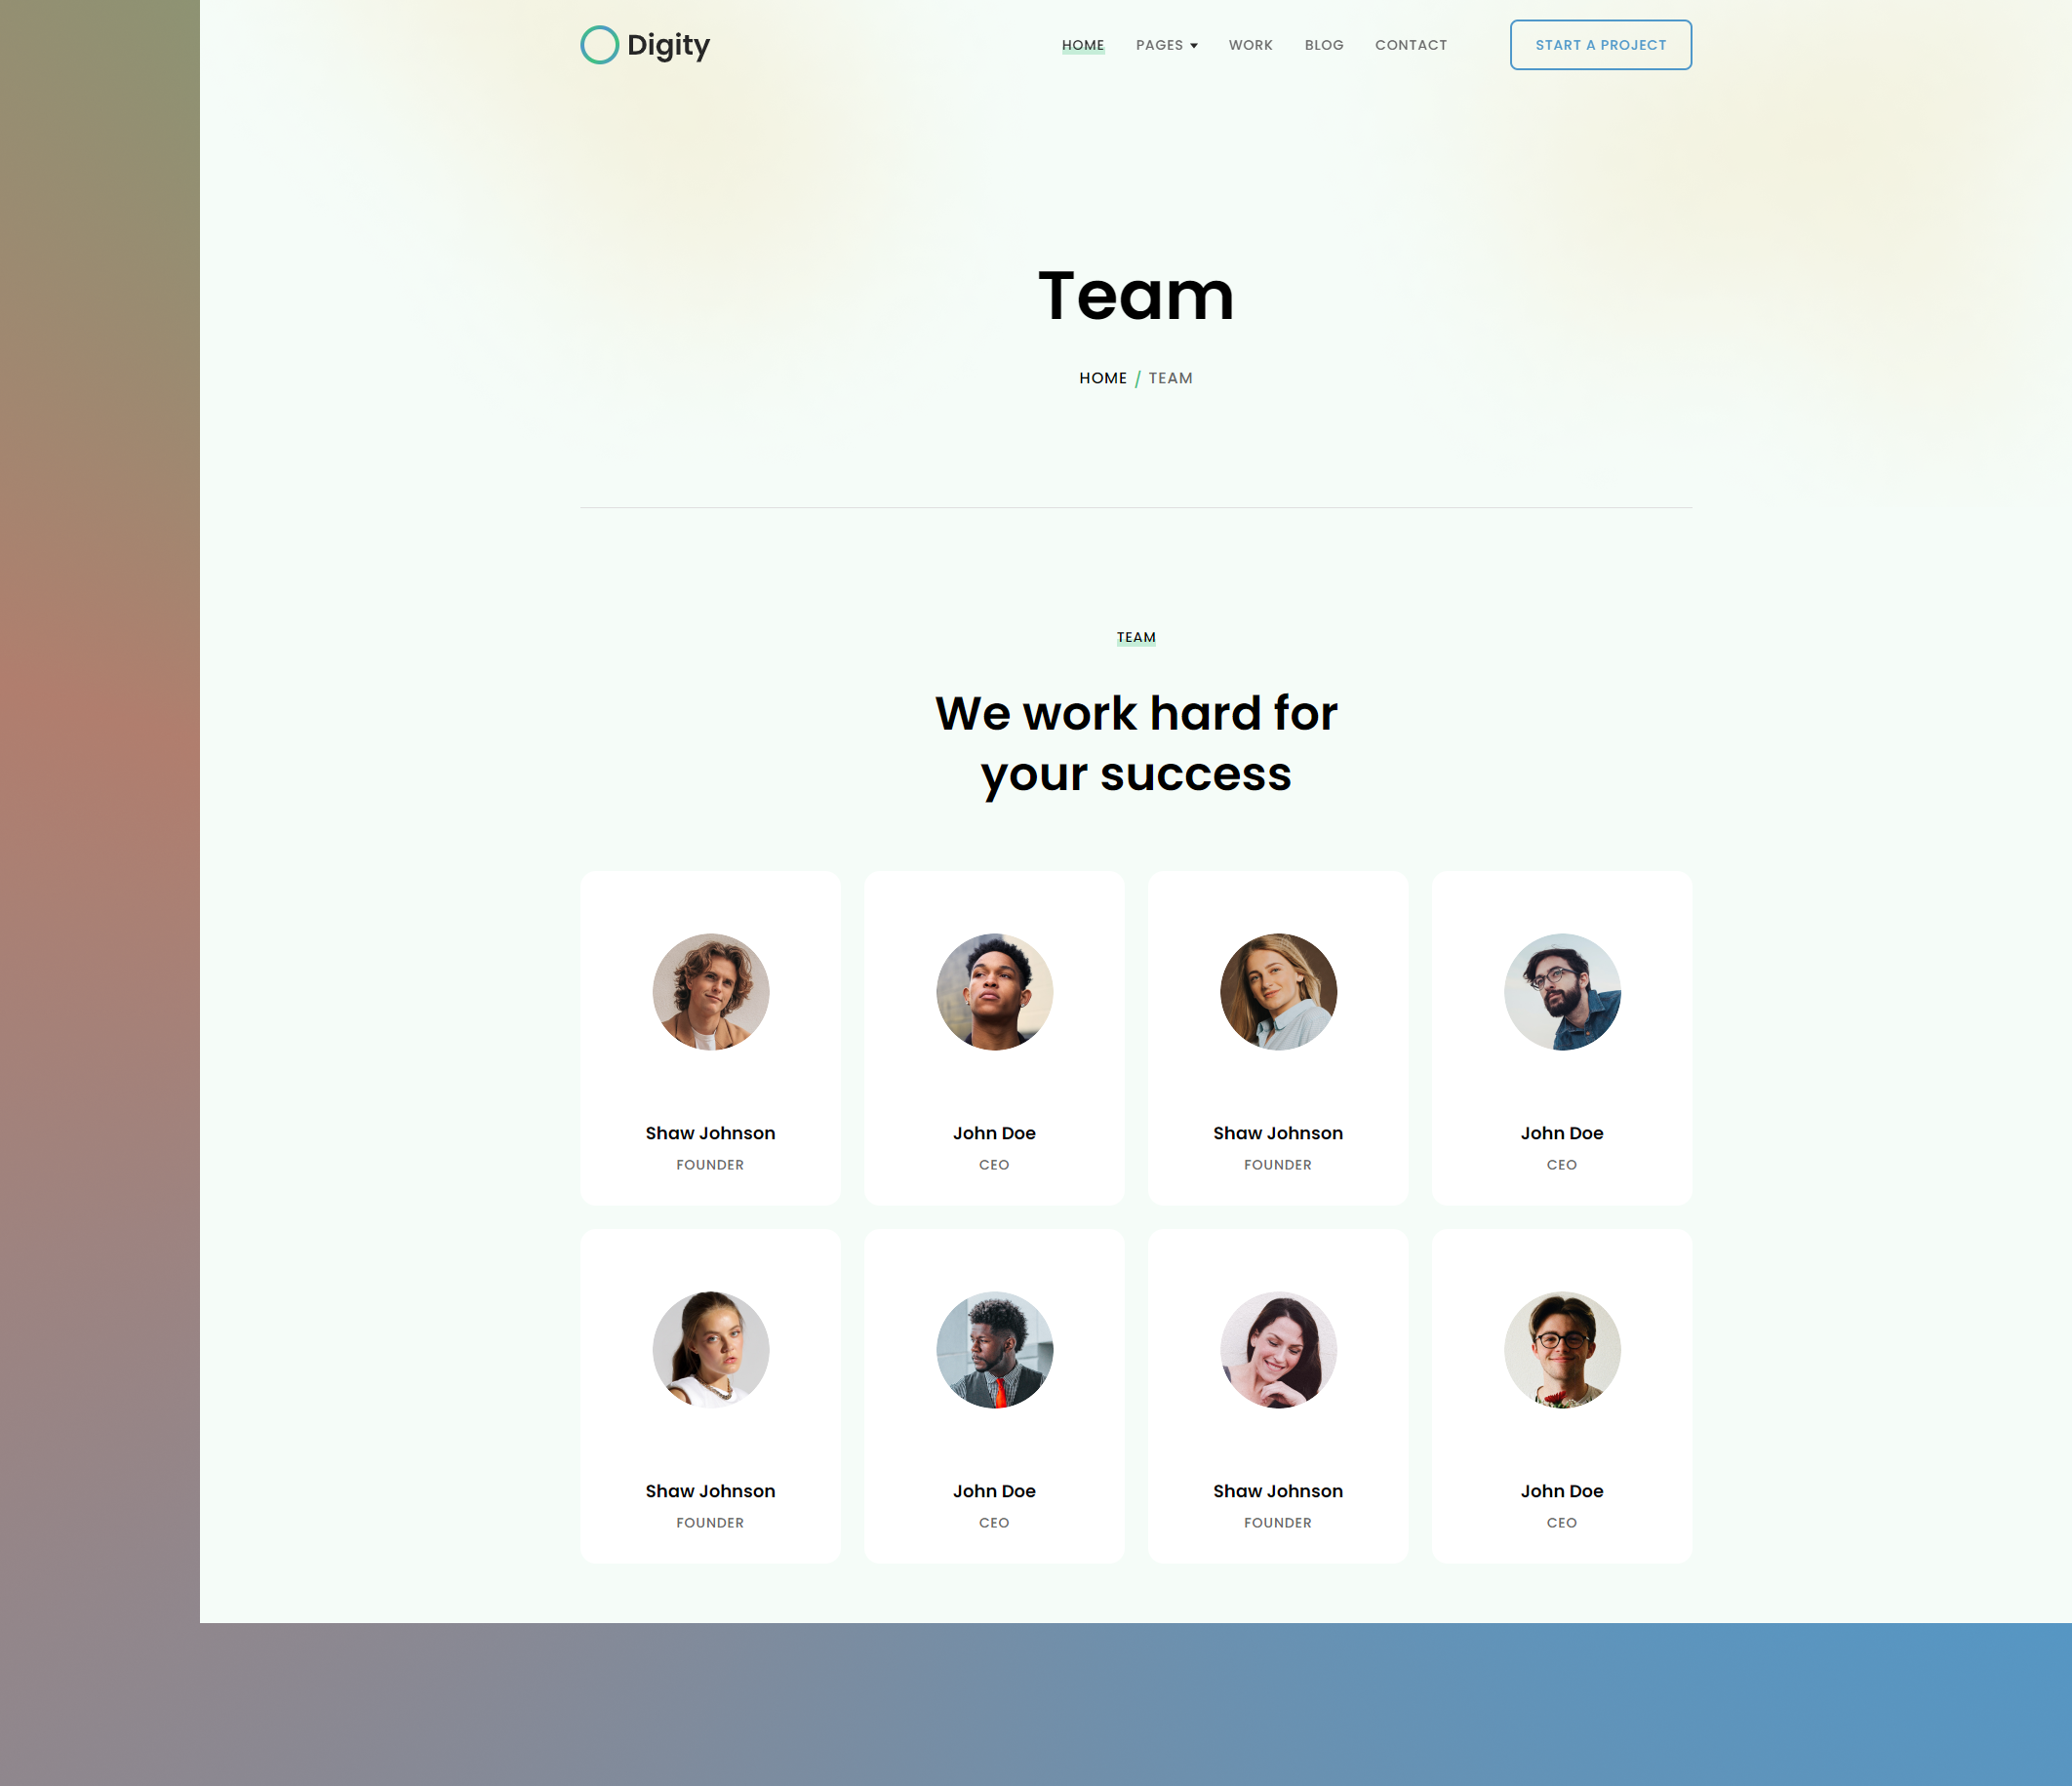 Digity
HOME PAGES WORK BLOG CONTACT START A PROJECT
Team
HOME / TEAM
TEAM
We work hard for
your success
Shaw Johnson
FOUNDER
John Doe
CEO
Shaw Johnson
FOUNDER
John Doe
CEO
Shaw Johnson
FOUNDER
John Doe
CEO
Shaw Johnson
FOUNDER
John Doe
CEO